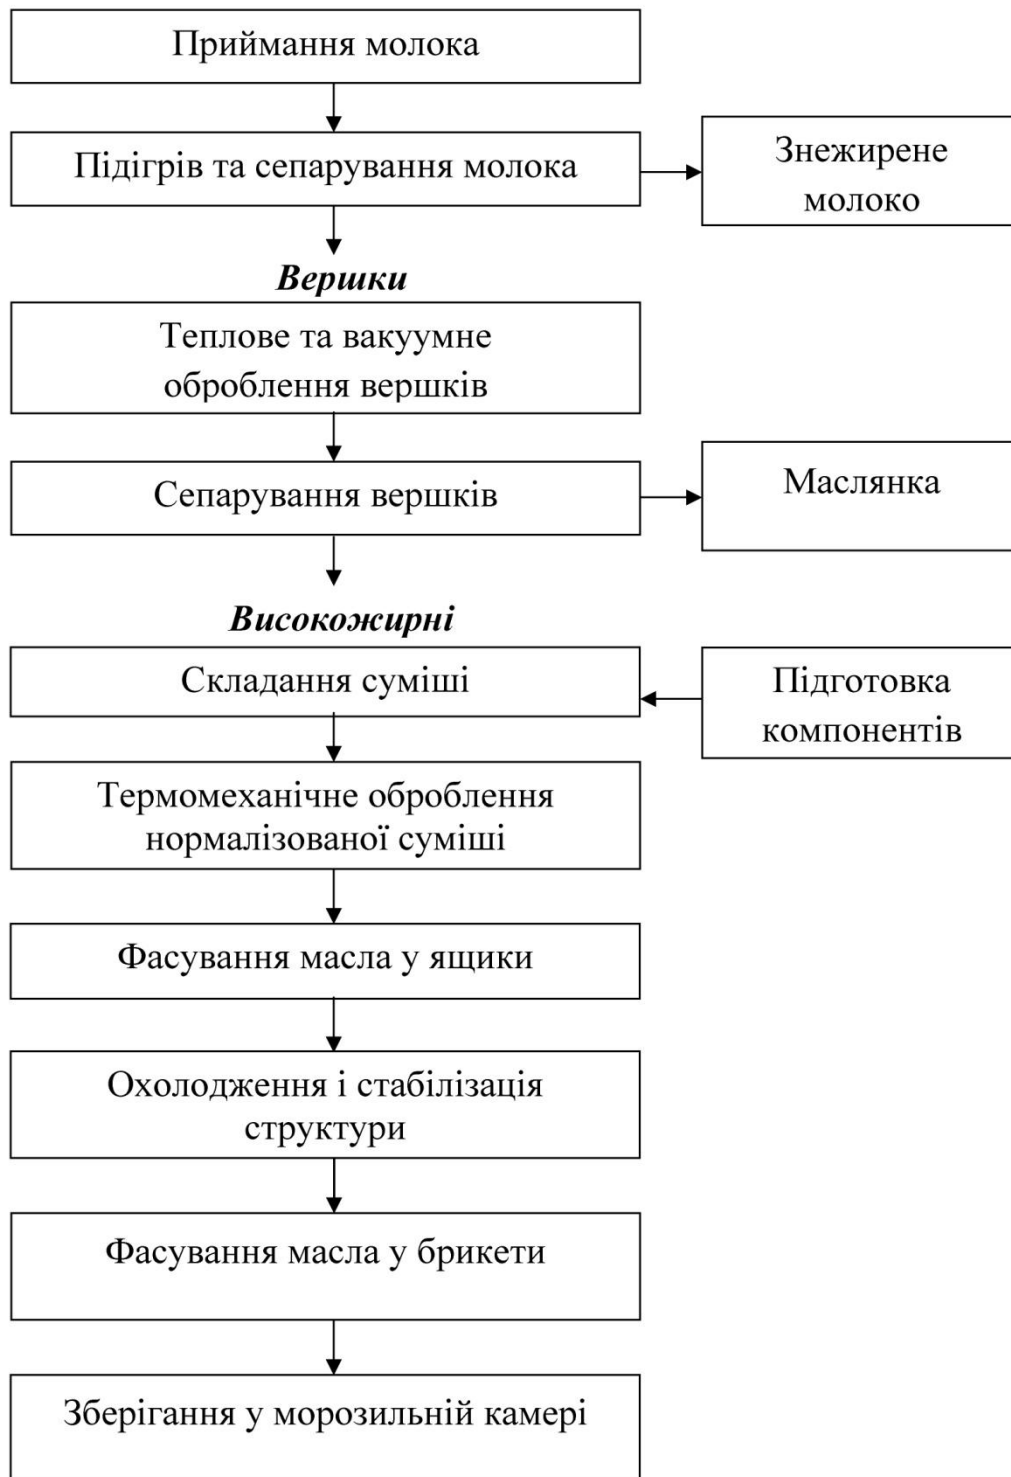 Приймання молока
Підігрів та сепарування молока
Знежирене
молоко
Вершки
Теплове та вакуумне
оброблення вершків
Сепарування вершків
Маслянка
Високожирні
Складання суміші
Підготовка
компонентів
Термомеханічне оброблення
нормалізованої суміші
Фасування масла у ящики
Охолодження і стабілізація
структури
Фасування масла у брикети
Зберігання у морозильній камері